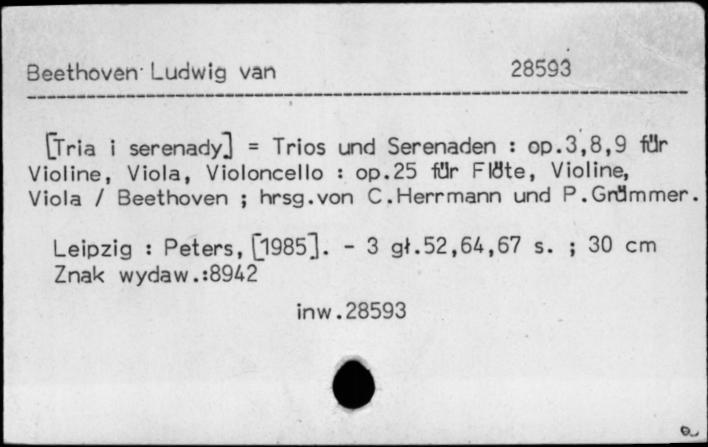 Beethoven Ludwig van 28593
[Tria i serenady] = Trios und Serenaden : op.3,8,9 für
Violine, Viola, Violoncello : op.25 für Flöte, Violine,
Viola / Beethoven ; hrsg.von C.Herrmann und P.Grümmer.
Leipzig : Peters, [1985]. - 3 gł.52,64,67 s. ; 30 cm
Znak wydaw.:8942
inw.28593